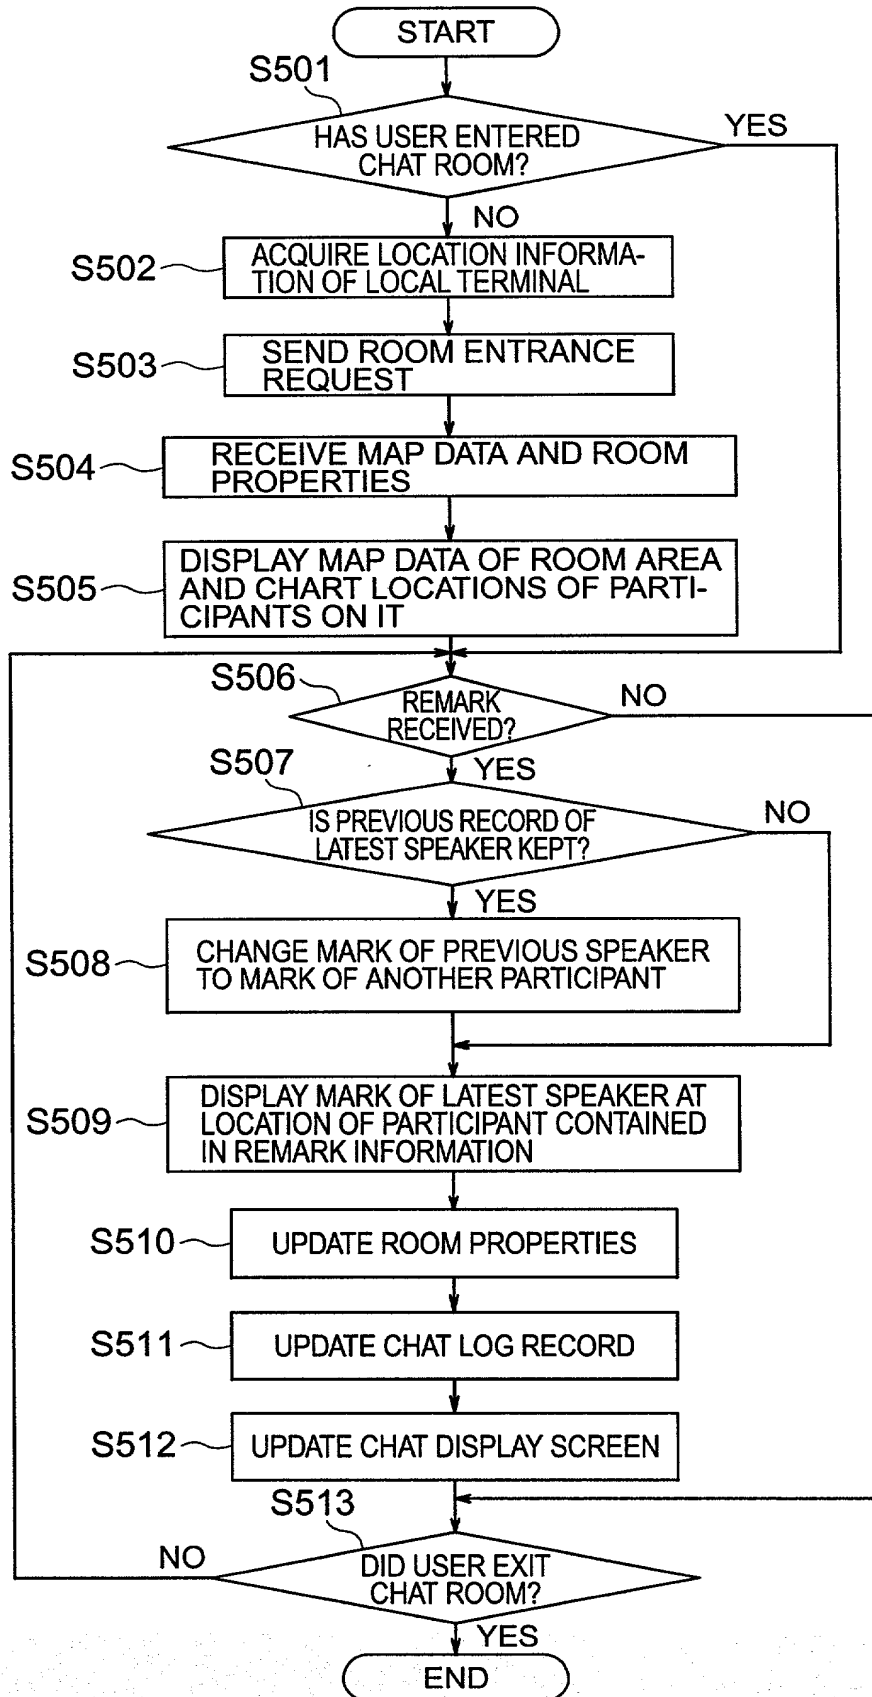 START
S501
HAS USER ENTERED
CHAT ROOM?
YES
NO
S502
ACQUIRE LOCATION INFORMA-
TION OF LOCAL TERMINAL
S503
SEND ROOM ENTRANCE
REQUEST
S504
RECEIVE MAP DATA AND ROOM
PROPERTIES
S505
DISPLAY MAP DATA OF ROOM AREA
AND CHART LOCATIONS OF PARTI-
CIPANTS ON IT
S506
REMARK
RECEIVED?
NO
YES
S507
IS PREVIOUS RECORD OF
LATEST SPEAKER KEPT?
NO
YES
S508
CHANGE MARK OF PREVIOUS SPEAKER
TO MARK OF ANOTHER PARTICIPANT
S509
DISPLAY MARK OF LATEST SPEAKER AT
LOCATION OF PARTICIPANT CONTAINED
IN REMARK INFORMATION
S510
UPDATE ROOM PROPERTIES
S511
UPDATE CHAT LOG RECORD
S512
UPDATE CHAT DISPLAY SCREEN
S513
NO
DID USER EXIT
CHAT ROOM?
YES
END